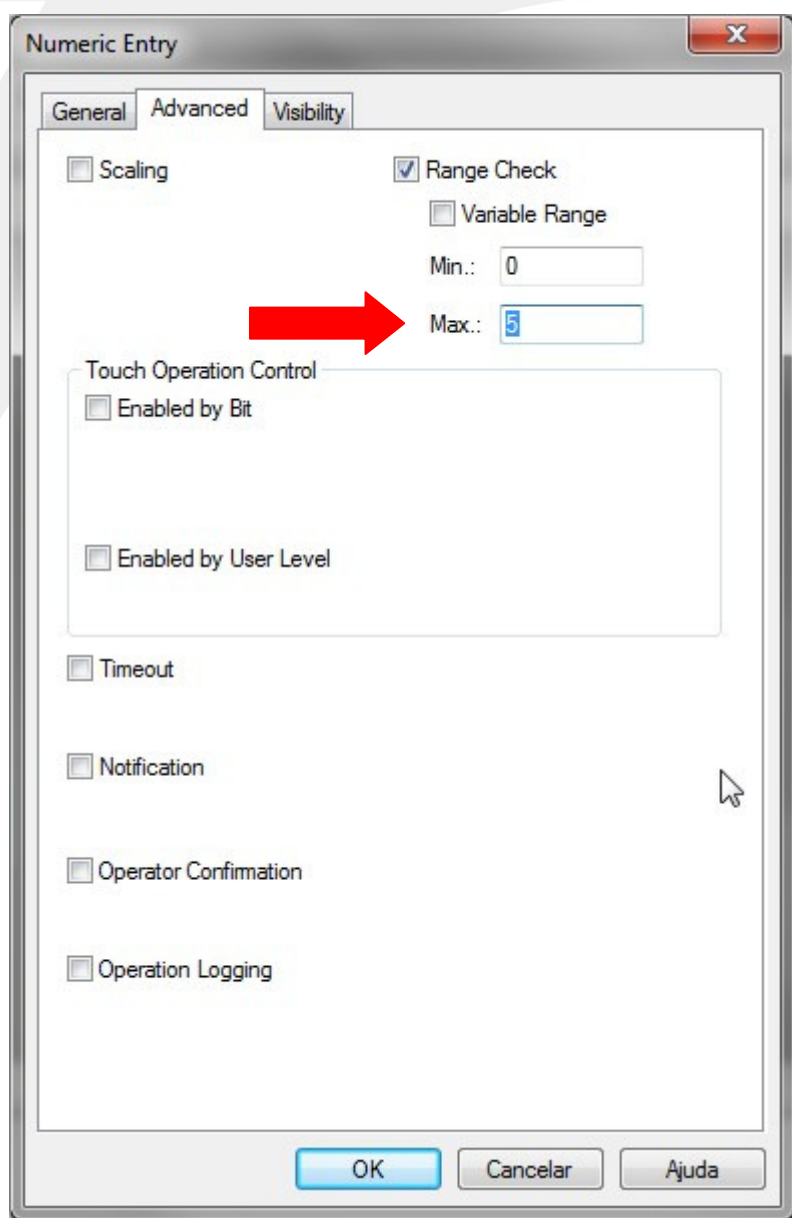 Numeric Entry
General Advanced Visibility
Scaling
Range Check
Variable Range
Min.: 0
Max.: 5
Touch Operation Control
Enabled by Bit
Enabled by User Level
Timeout
Notification
Operator Confirmation
Operation Logging
OK Cancelar Ajuda